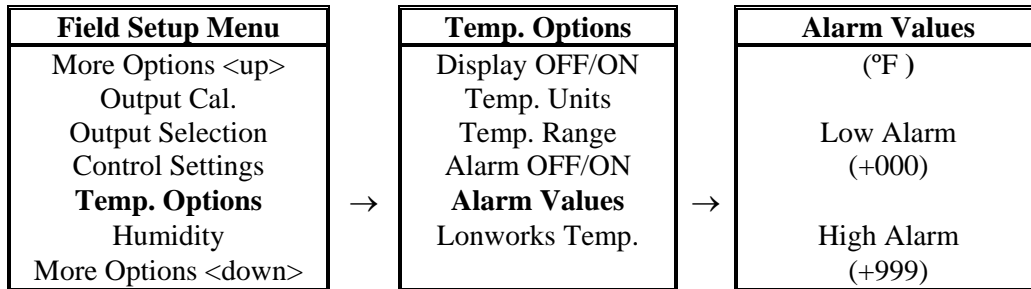 Field Setup Menu
More Options <up>
Output Cal.
Output Selection
Control Settings
Temp. Options
Humidity
More Options <down>
→
Temp. Options
Display OFF/ON
Temp. Units
Temp. Range
Alarm OFF/ON
Alarm Values
Lonworks Temp.
→
Alarm Values
(ºF )
Low Alarm
(+000)
High Alarm
(+999)